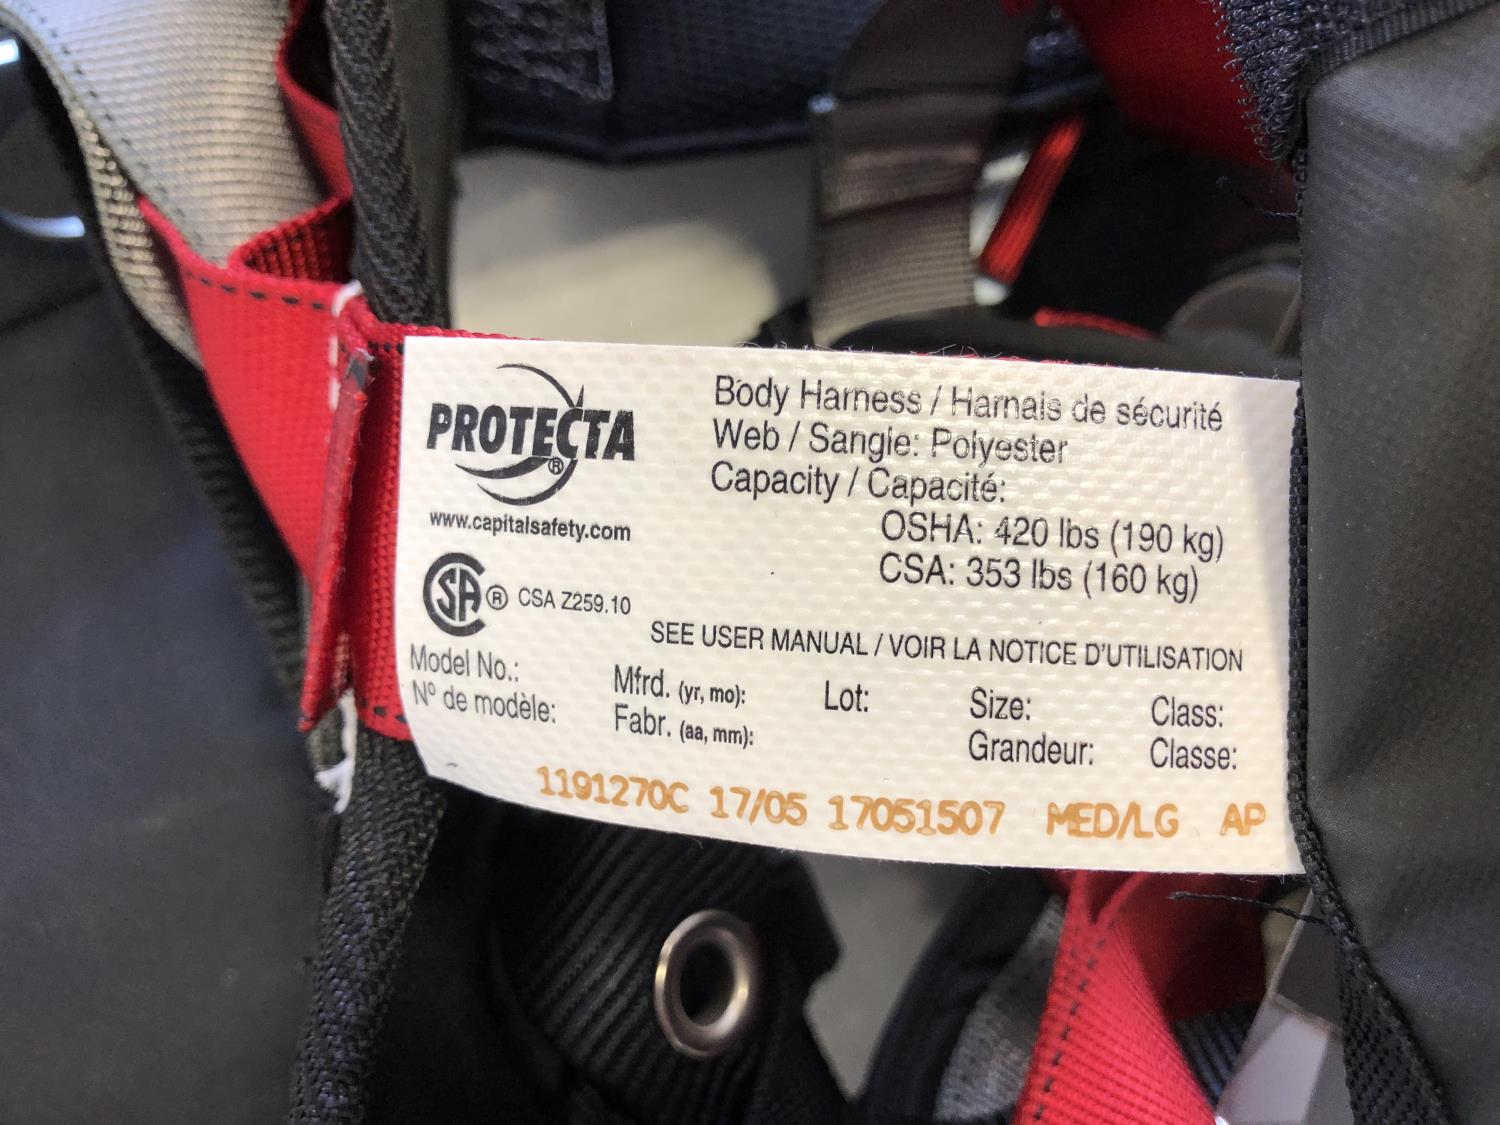 PROTECTA
®
www.capitalsafety.com
SA ® CSA Z259.10
Body Harness / Harnais de sécurité
Web / Sangle: Polyester
Capacity / Capacité:
OSHA: 420 lbs (190 kg)
CSA: 353 lbs (160 kg)
SEE USER MANUAL / VOIR LA NOTICE D'UTILISATION
Model No.: Mfrd. (yr, mo): Lot: Size: Class:
Nº de modèle: Fabr. (aa, mm): Grandeur: Classe:
1191270C 17/05 17051507 MED/LG AP